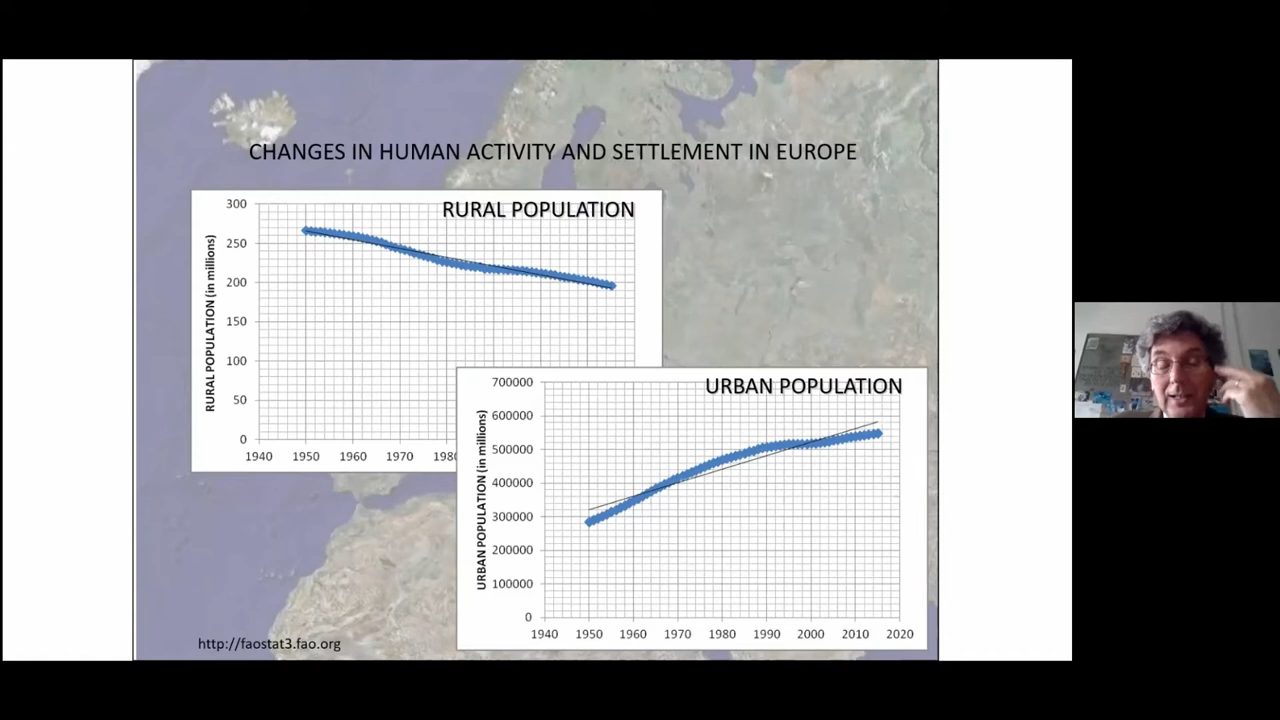 CHANGES IN HUMAN ACTIVITY AND SETTLEMENT IN EUROPE
RURAL POPULATION
RURAL POPULATION (in millions)
300
250
200
150
100
50
0
1940 1950 1960 1970 1980
URBAN POPULATION
URBAN POPULATION (in millions)
700000
600000
500000
400000
300000
200000
100000
0
1940 1950 1960 1970 1980 1990 2000 2010 2020
http://faostat3.fao.org